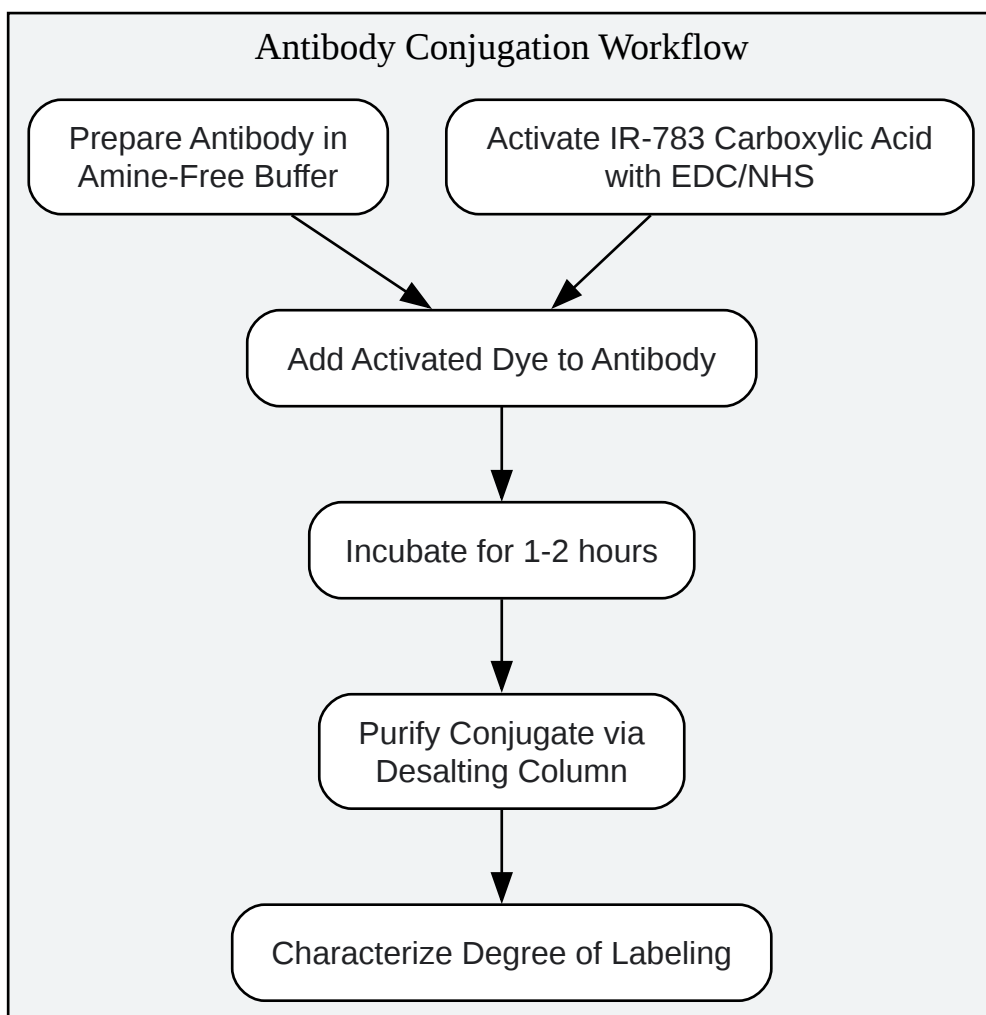 Antibody Conjugation Workflow
Prepare Antibody in
Amine-Free Buffer
Activate IR-783 Carboxylic Acid
with EDC/NHS
Add Activated Dye to Antibody
Incubate for 1-2 hours
Purify Conjugate via
Desalting Column
Characterize Degree of Labeling